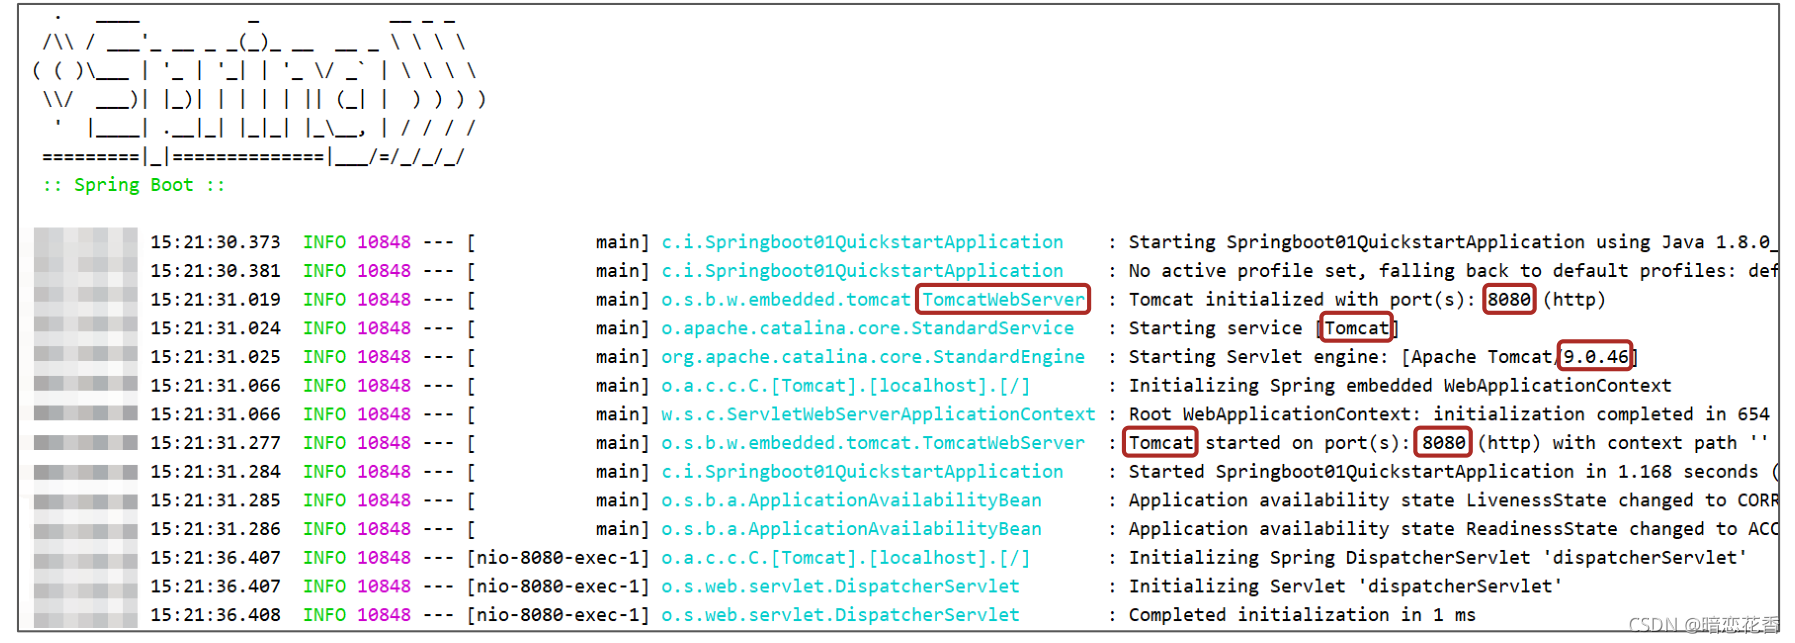 .   ____          _            __ _ _
 /\\ / ___'_ __ _ _(_)_ __  __ _ \ \ \ \
( ( )\___ | '_ | '_| | '_ \/ _` | \ \ \ \
 \\/  ___)| |_)| | | | | || (_| |  ) ) ) )
  '  |____| .__|_| |_|_| |_\__, | / / / /
 =========|_|==============|___/=/_/_/_/
 :: Spring Boot ::
15:21:30.373  INFO 10848 --- [           main] c.i.Springboot01QuickstartApplication    : Starting Springboot01QuickstartApplication using Java 1.8.0_
15:21:30.381  INFO 10848 --- [           main] c.i.Springboot01QuickstartApplication    : No active profile set, falling back to default profiles: def
15:21:31.019  INFO 10848 --- [           main] o.s.b.w.embedded.tomcat.TomcatWebServer  : Tomcat initialized with port(s): 8080 (http)
15:21:31.024  INFO 10848 --- [           main] o.apache.catalina.core.StandardService   : Starting service [Tomcat]
15:21:31.025  INFO 10848 --- [           main] org.apache.catalina.core.StandardEngine  : Starting Servlet engine: [Apache Tomcat/9.0.46]
15:21:31.066  INFO 10848 --- [           main] o.a.c.c.C.[Tomcat].[localhost].[/]       : Initializing Spring embedded WebApplicationContext
15:21:31.066  INFO 10848 --- [           main] w.s.c.ServletWebServerApplicationContext : Root WebApplicationContext: initialization completed in 654
15:21:31.277  INFO 10848 --- [           main] o.s.b.w.embedded.tomcat.TomcatWebServer  : Tomcat started on port(s): 8080 (http) with context path ''
15:21:31.284  INFO 10848 --- [           main] c.i.Springboot01QuickstartApplication    : Started Springboot01QuickstartApplication in 1.168 seconds (
15:21:31.285  INFO 10848 --- [           main] o.s.b.a.ApplicationAvailabilityBean      : Application availability state LivenessState changed to CORR
15:21:31.286  INFO 10848 --- [           main] o.s.b.a.ApplicationAvailabilityBean      : Application availability state ReadinessState changed to ACC
15:21:36.407  INFO 10848 --- [nio-8080-exec-1] o.a.c.c.C.[Tomcat].[localhost].[/]       : Initializing Spring DispatcherServlet 'dispatcherServlet'
15:21:36.407  INFO 10848 --- [nio-8080-exec-1] o.s.web.servlet.DispatcherServlet        : Initializing Servlet 'dispatcherServlet'
15:21:36.408  INFO 10848 --- [nio-8080-exec-1] o.s.web.servlet.DispatcherServlet        : Completed initialization in 1 ms
CSDN @暗恋花香